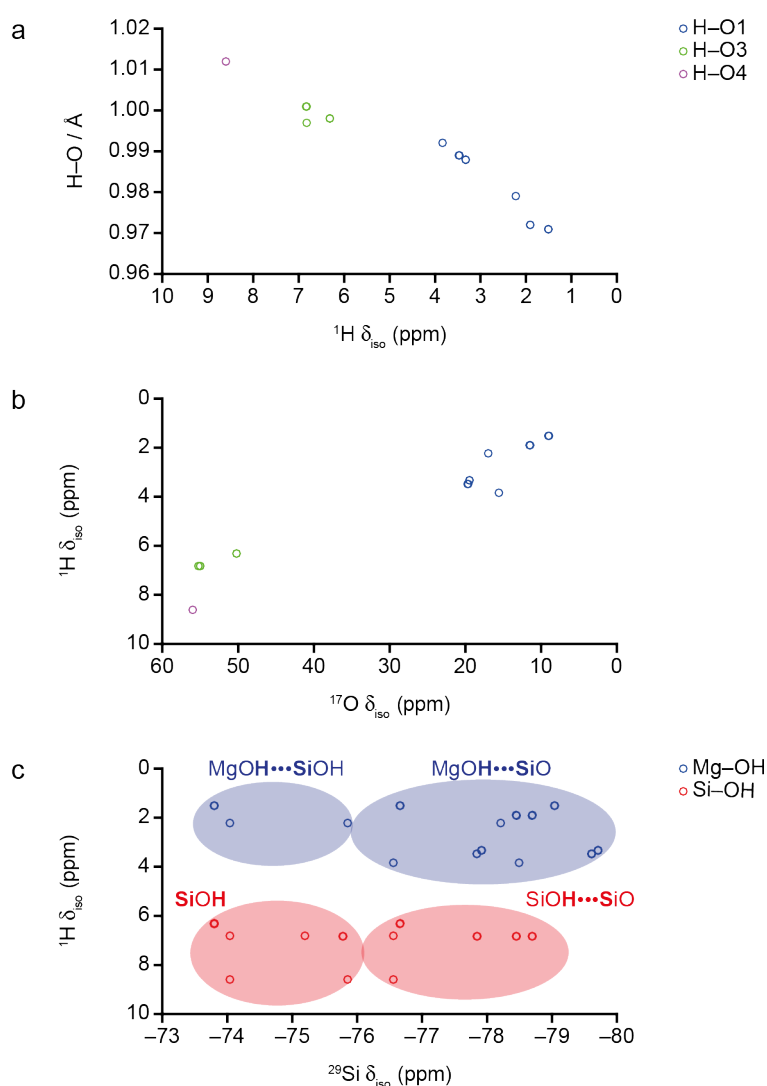 a
H–O1
H–O3
H–O4
1.02
1.01
1.00
0.99
0.98
0.97
0.96
H–O / Å
10 9 8 7 6 5 4 3 2 1 0
¹H δiso (ppm)
b
0
2
4
6
8
10
¹H δiso (ppm)
60 50 40 30 20 10 0
¹⁷O δiso (ppm)
c
Mg–OH
Si–OH
MgOH•••SiOH MgOH•••SiO
SiOH SiOH•••SiO
0
2
4
6
8
10
¹H δiso (ppm)
–73 –74 –75 –76 –77 –78 –79 –80
²⁹Si δiso (ppm)